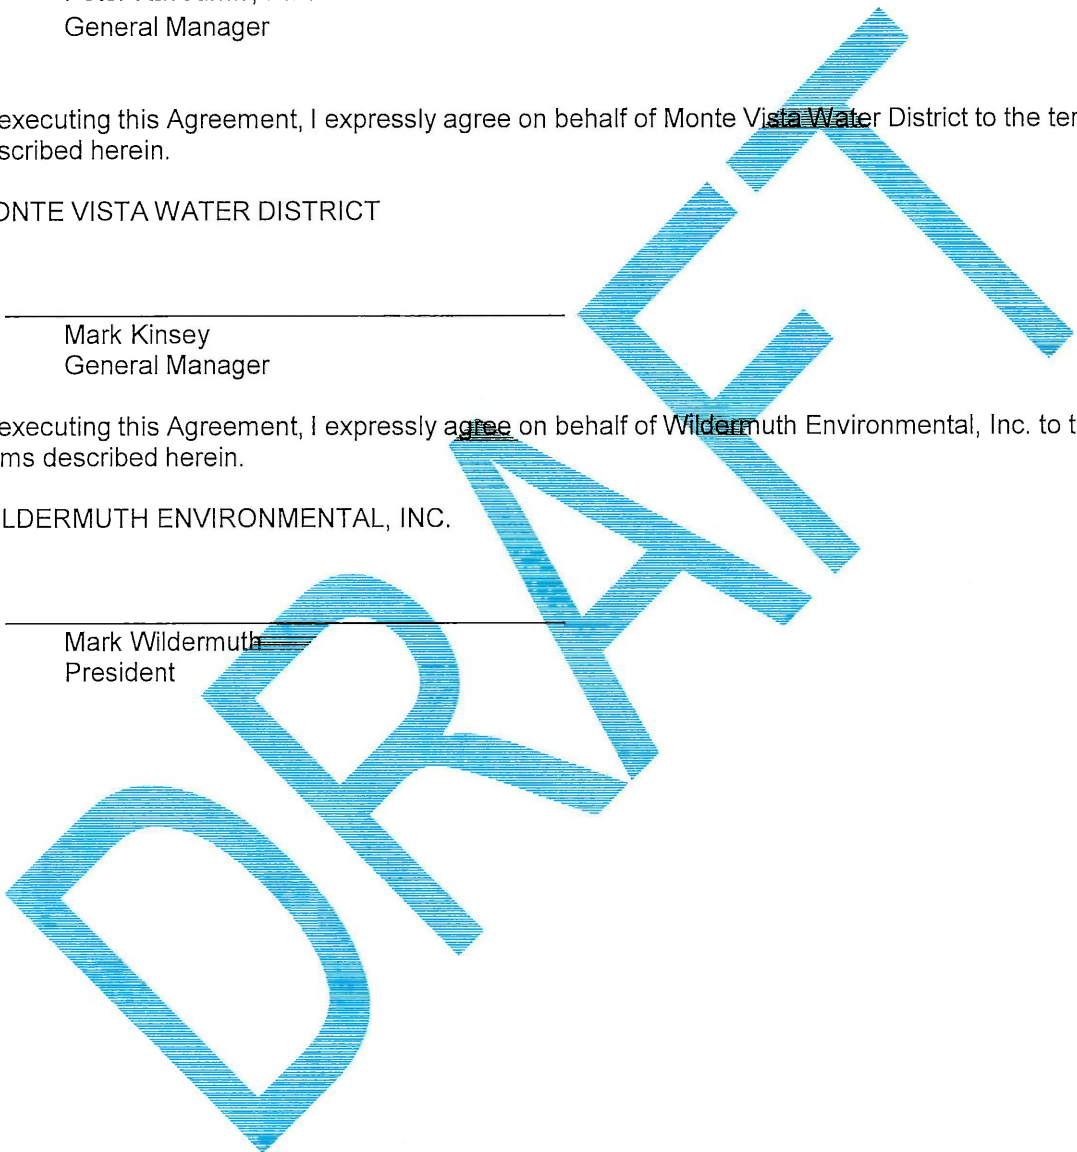 General Manager
executing this Agreement, I expressly agree on behalf of Monte Vista Water District to the ter
scribed herein.
ONTE VISTA WATER DISTRICT
Mark Kinsey
General Manager
executing this Agreement, I expressly agree on behalf of Wildermuth Environmental, Inc. to t
ms described herein.
LDERMUTH ENVIRONMENTAL, INC.
Mark Wildermuth
President
DRAFT